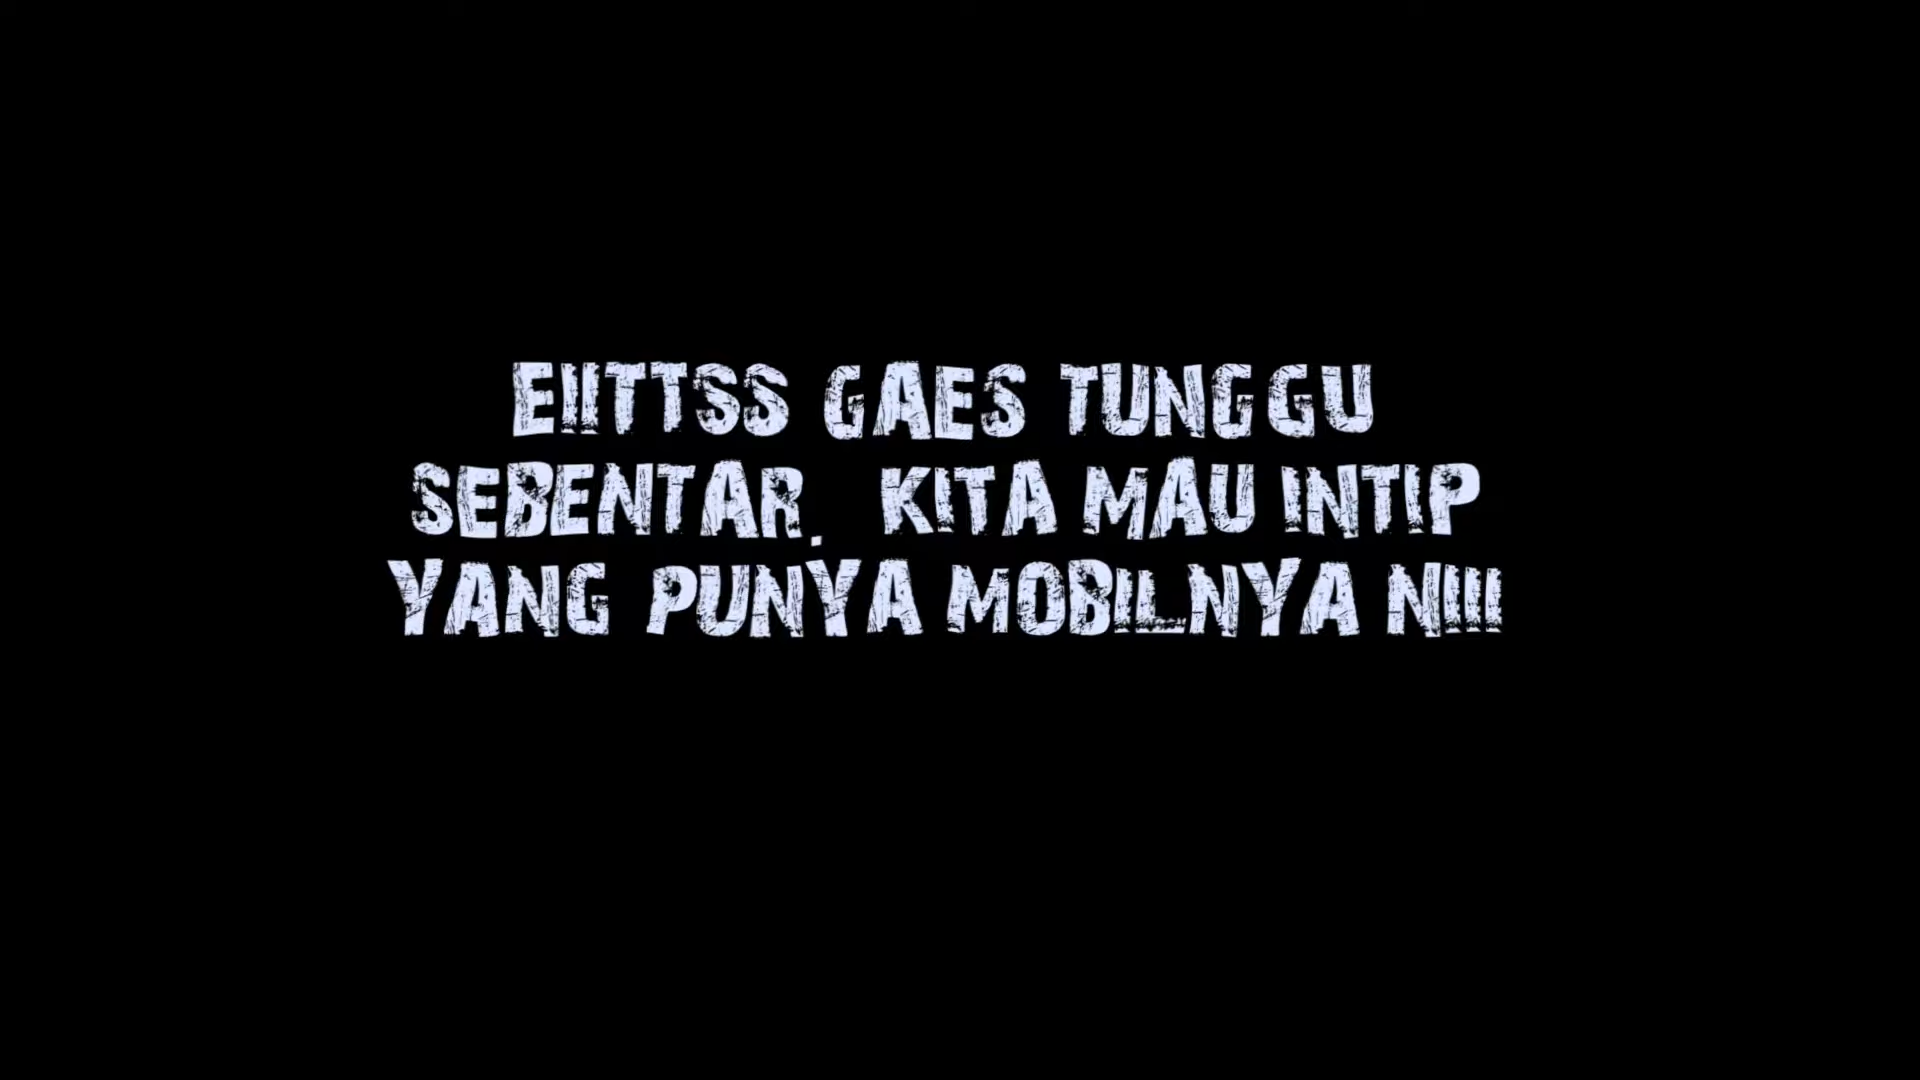 EIITTSS GAES TUNGGU
SEBENTAR. KITA MAU INTIP
YANG PUNYA MOBILNYA NIII